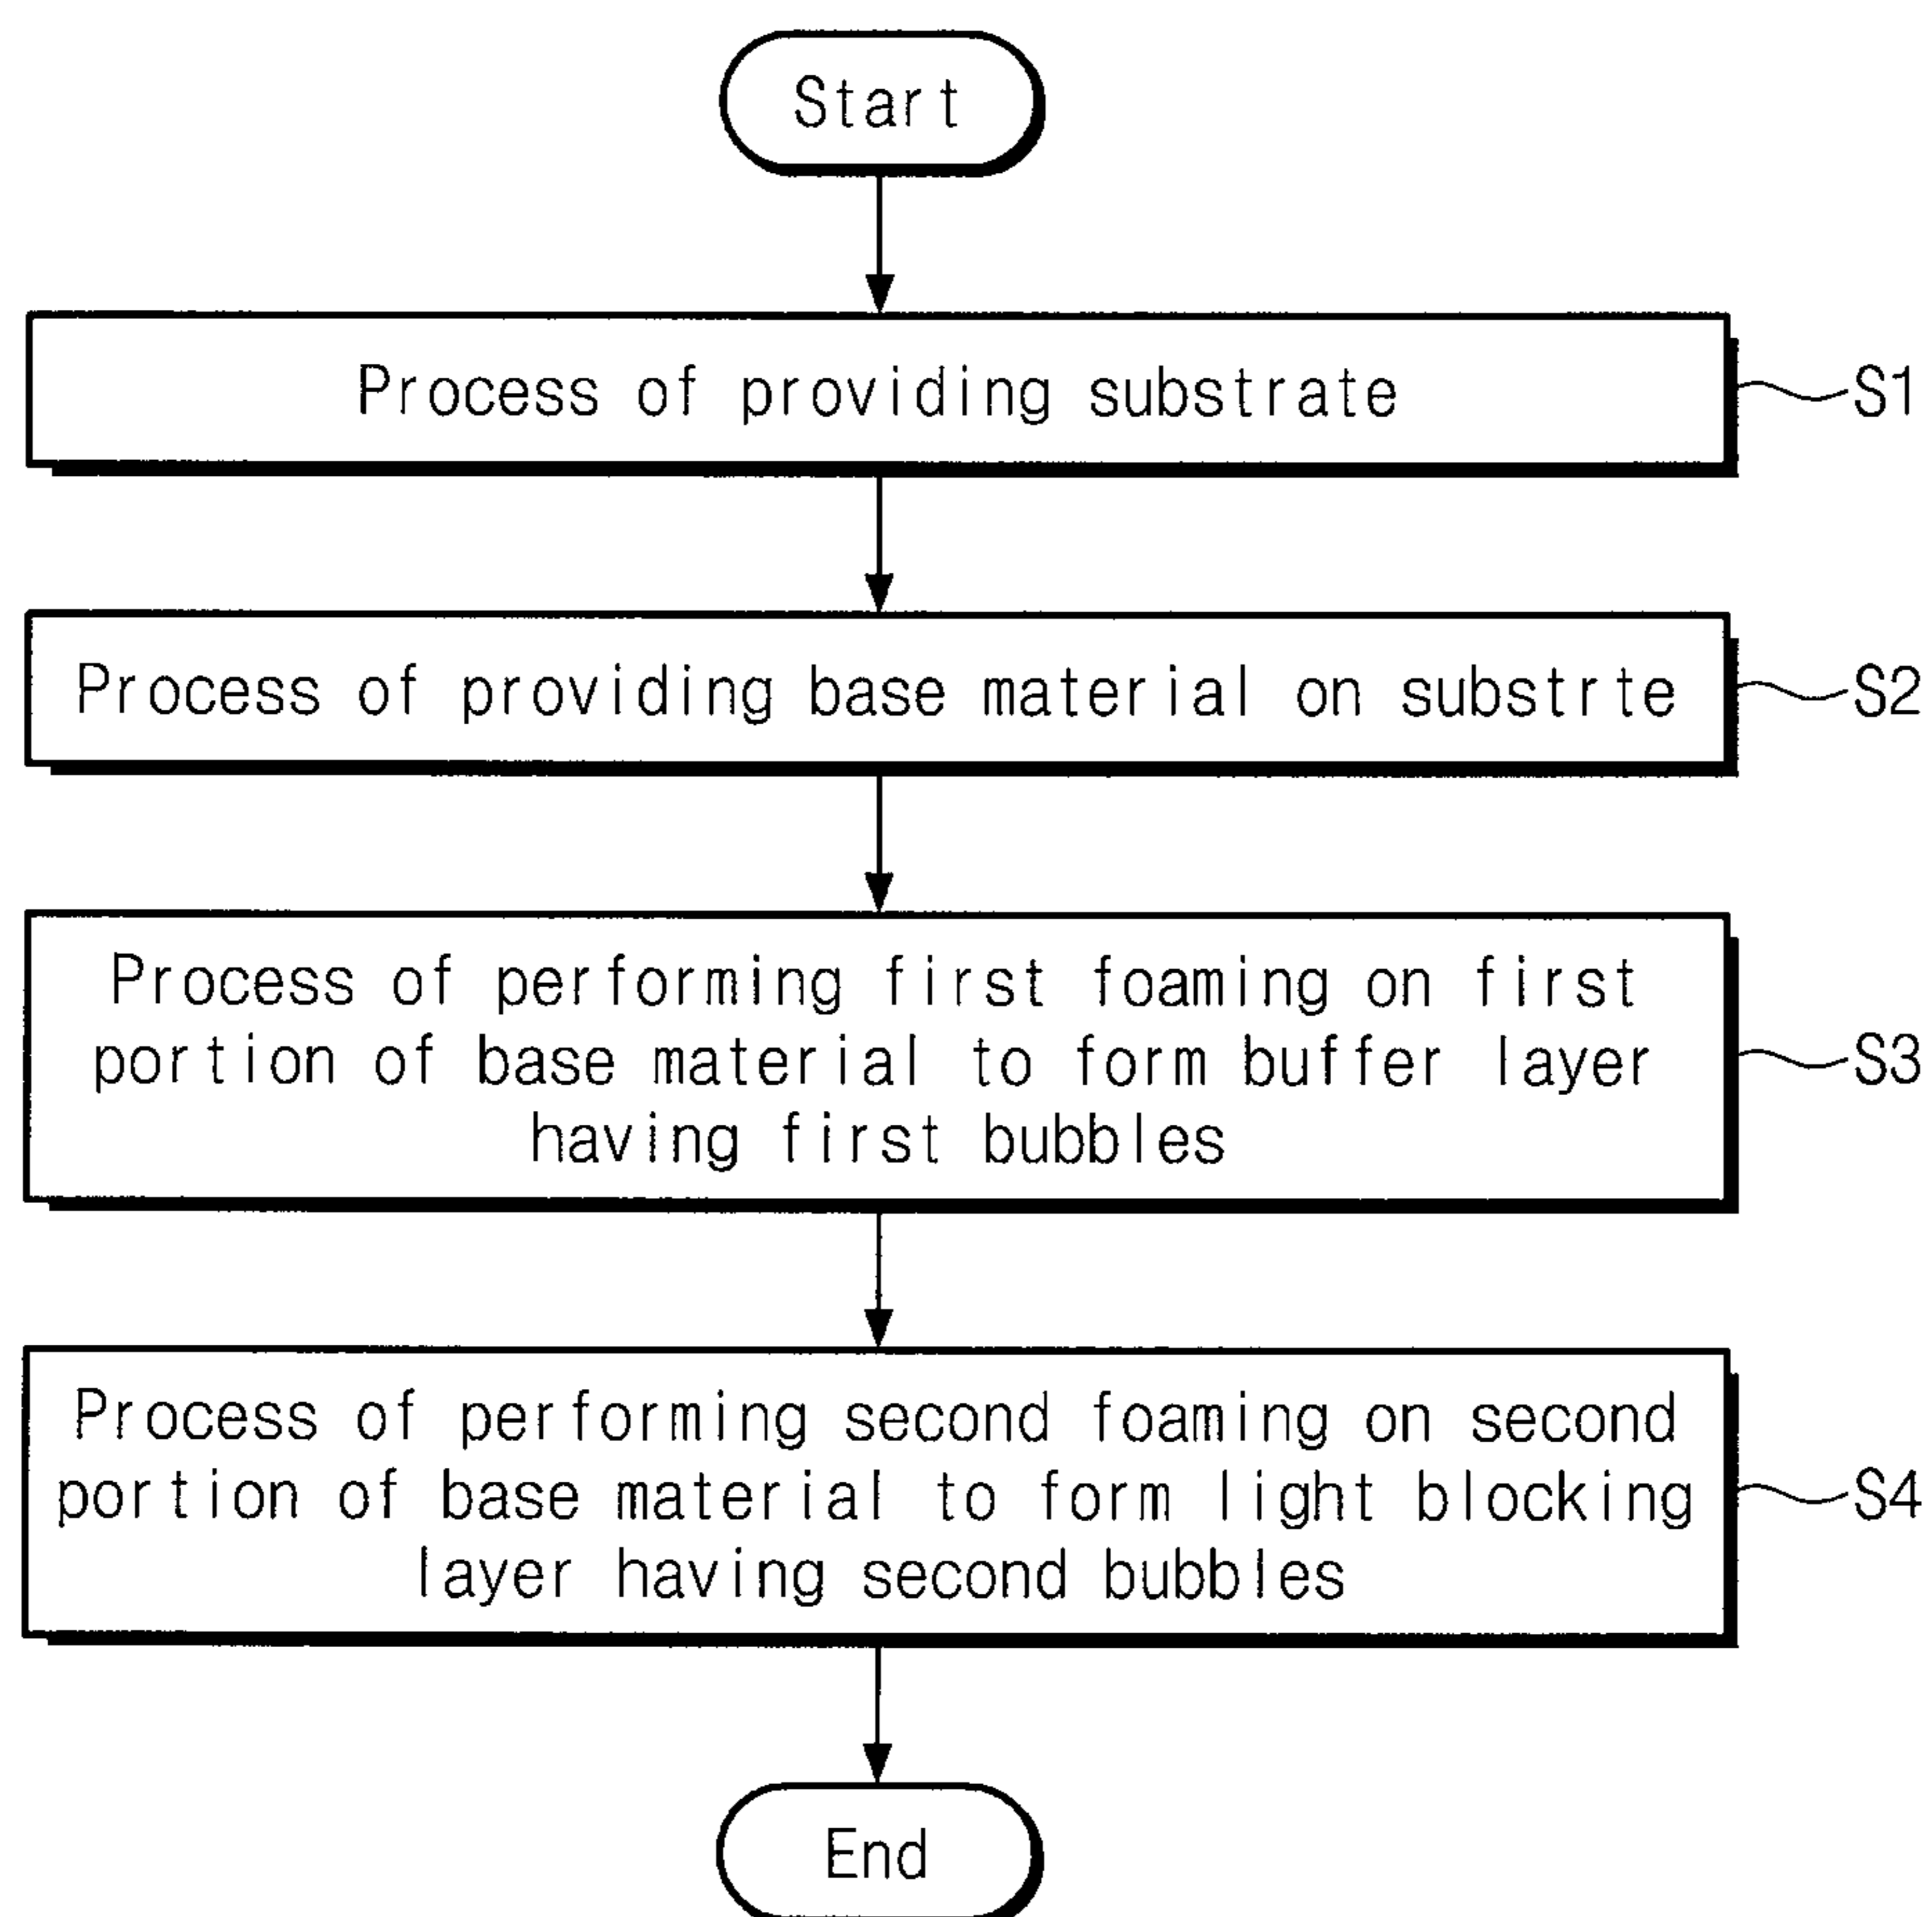 Start
Process of providing substrate
S1
Process of providing base material on substrte
S2
Process of performing first foaming on first
portion of base material to form buffer layer
having first bubbles
S3
Process of performing second foaming on second
portion of base material to form light blocking
layer having second bubbles
S4
End